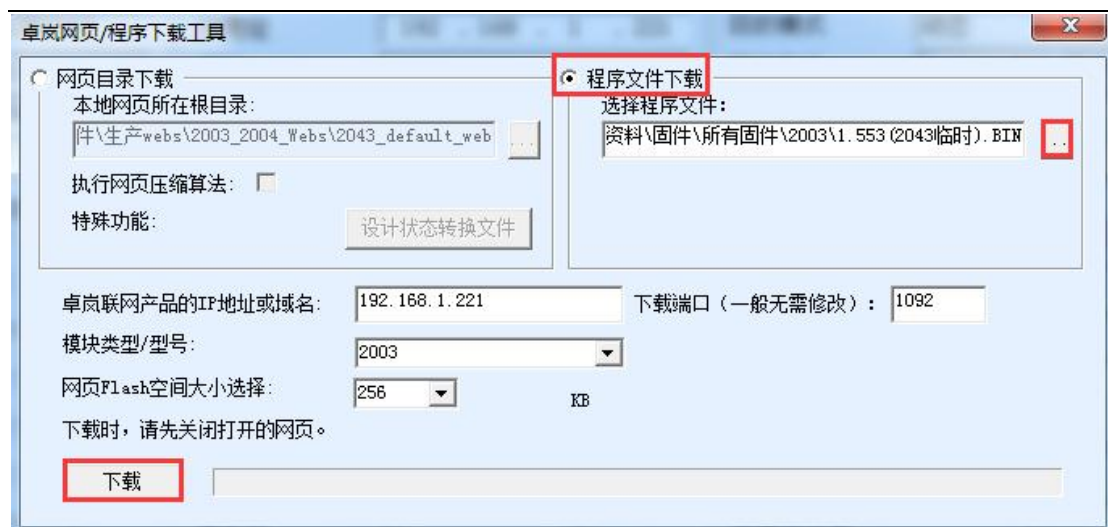 卓岚网页/程序下载工具
网页目录下载
本地网页所在根目录:
件\生产webs\2003_2004_Webs\2043_default_web
...
执行网页压缩算法:
特殊功能:
设计状态转换文件
程序文件下载
选择程序文件:
资料\固件\所有固件\2003\1.553(2043临时).BIN
..
卓岚联网产品的IP地址或域名:
192.168.1.221
下载端口（一般无需修改）:
1092
模块类型/型号:
2003
网页Flash空间大小选择:
256
KB
下载时，请先关闭打开的网页。
下载